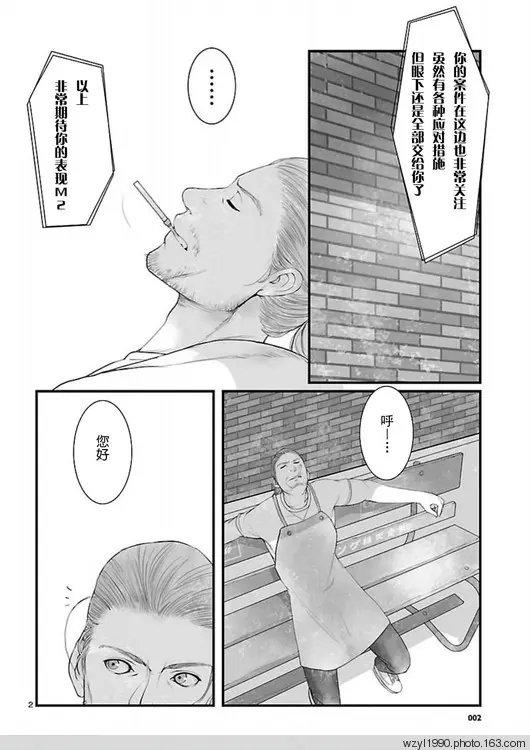 你的案件在这边也非常关注
虽然有各种应对措施
但眼下还是全部交给你了
……
以上
非常期待你的表现M2
呼—…
您好
2
002
wzyl1990.photo.163.com